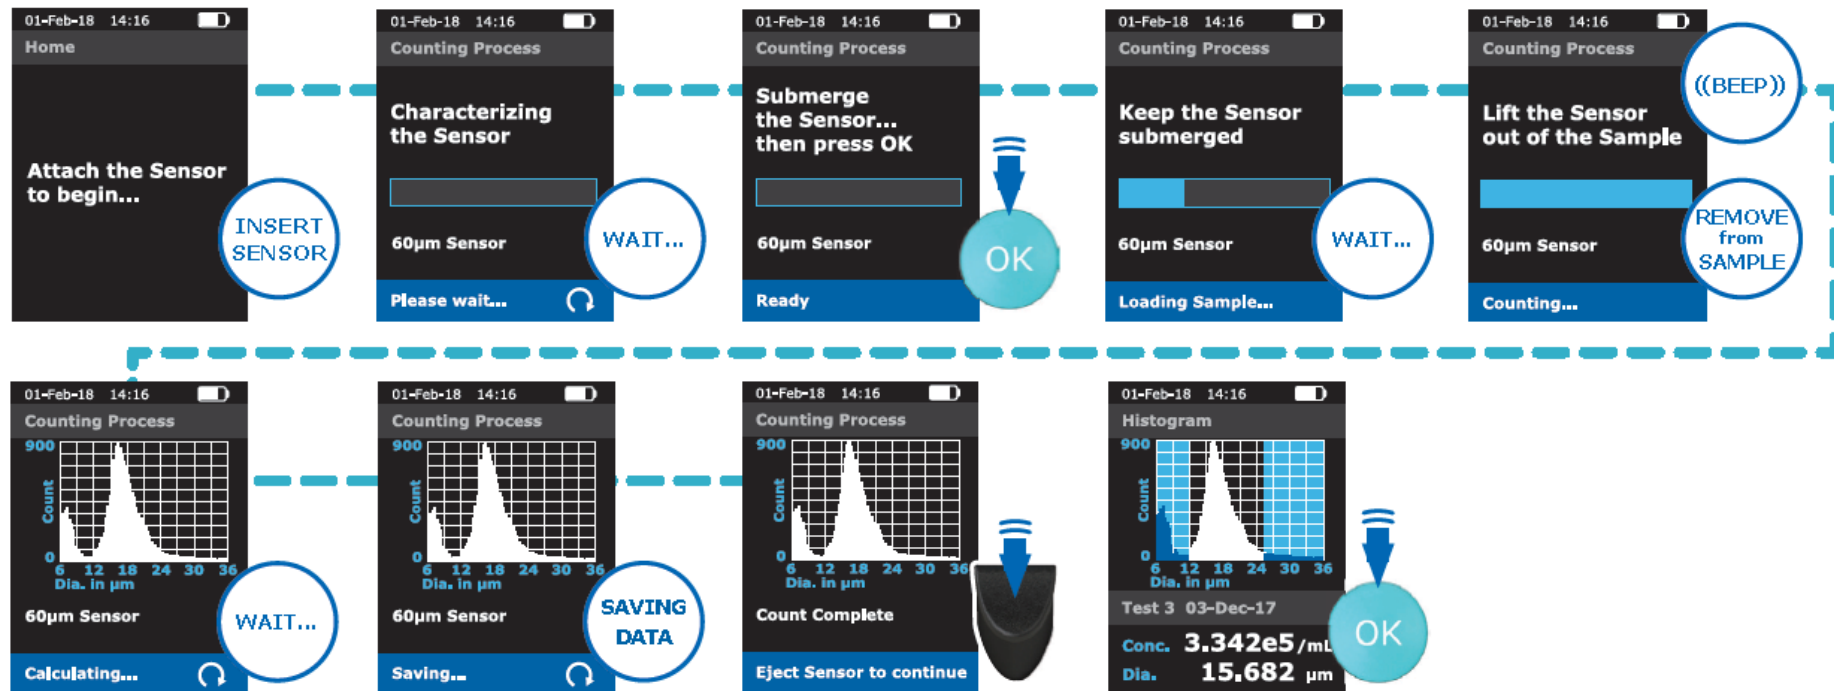 01-Feb-18 14:16
Home
Attach the Sensor
to begin...
INSERT
SENSOR
01-Feb-18 14:16
Counting Process
Characterizing
the Sensor
60µm Sensor
Please wait...
WAIT...
01-Feb-18 14:16
Counting Process
Submerge
the Sensor...
then press OK
60µm Sensor
Ready
OK
01-Feb-18 14:16
Counting Process
Keep the Sensor
submerged
60µm Sensor
Loading Sample...
WAIT...
01-Feb-18 14:16
Counting Process
((BEEP))
Lift the Sensor
out of the Sample
60µm Sensor
Counting...
REMOVE
from
SAMPLE
01-Feb-18 14:16
Counting Process
900
Count
0
6 12 18 24 30 36
Dia. in µm
60µm Sensor
Calculating...
WAIT...
01-Feb-18 14:16
Counting Process
900
Count
0
6 12 18 24 30 36
Dia. in µm
60µm Sensor
Saving...
SAVING
DATA
01-Feb-18 14:16
Counting Process
900
Count
0
6 12 18 24 30 36
Dia. in µm
Count Complete
Eject Sensor to continue
01-Feb-18 14:16
Histogram
900
Count
0
6 12 18 24 30 36
Dia. in µm
Test 3 03-Dec-17
Conc. 3.342e5/mL
Dia. 15.682 µm
OK